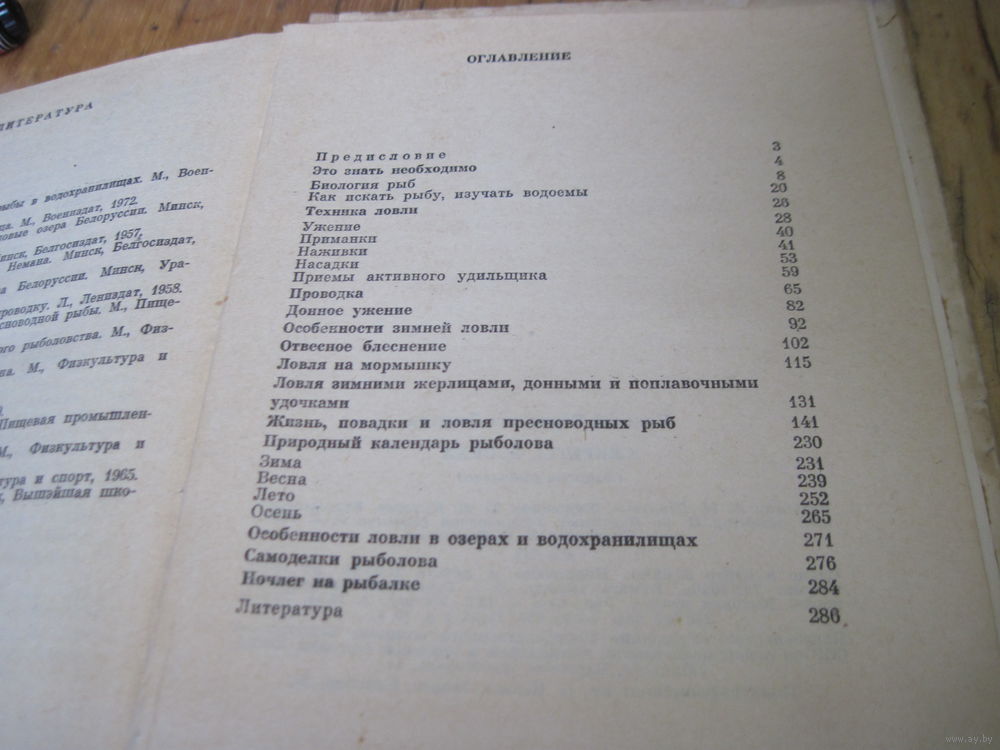 ЛИТЕРАТУРА
рыбы в водохранилищах. М., Воен-
М., Воениздат, 1972.
озера Белоруссии. Минск,
Минск, Белгосиздат, 1957.
Немана. Минск, Белгосиздат,
Белоруссии. Минск, Ура-
проводку. Л., Лениздат, 1958.
пресноводной рыбы. М., Пище-
рыболовства. М., Физ-
М., Физкультура и
Пищевая промышлен-
М., Физкультура и
и спорт, 1965.
Вышэйшая шко-
ОГЛАВЛЕНИЕ
Предисловие 3
Это знать необходимо 4
Биология рыб 8
Как искать рыбу, изучать водоемы 20
Техника ловли 28
Ужение 28
Приманки 40
Наживки 41
Насадки 53
Приемы активного удильщика 59
Проводка 65
Донное ужение 82
Особенности зимней ловли 92
Отвесное блеснение 102
Ловля на мормышку 115
Ловля зимними жерлицами, донными и поплавочными
удочками 131
Жизнь, повадки и ловля пресноводных рыб 141
Природный календарь рыболова 230
Зима 231
Весна 239
Лето 252
Осень 265
Особенности ловли в озерах и водохранилищах 271
Самоделки рыболова 276
Ночлег на рыбалке 284
Литература 286
www.ay.by